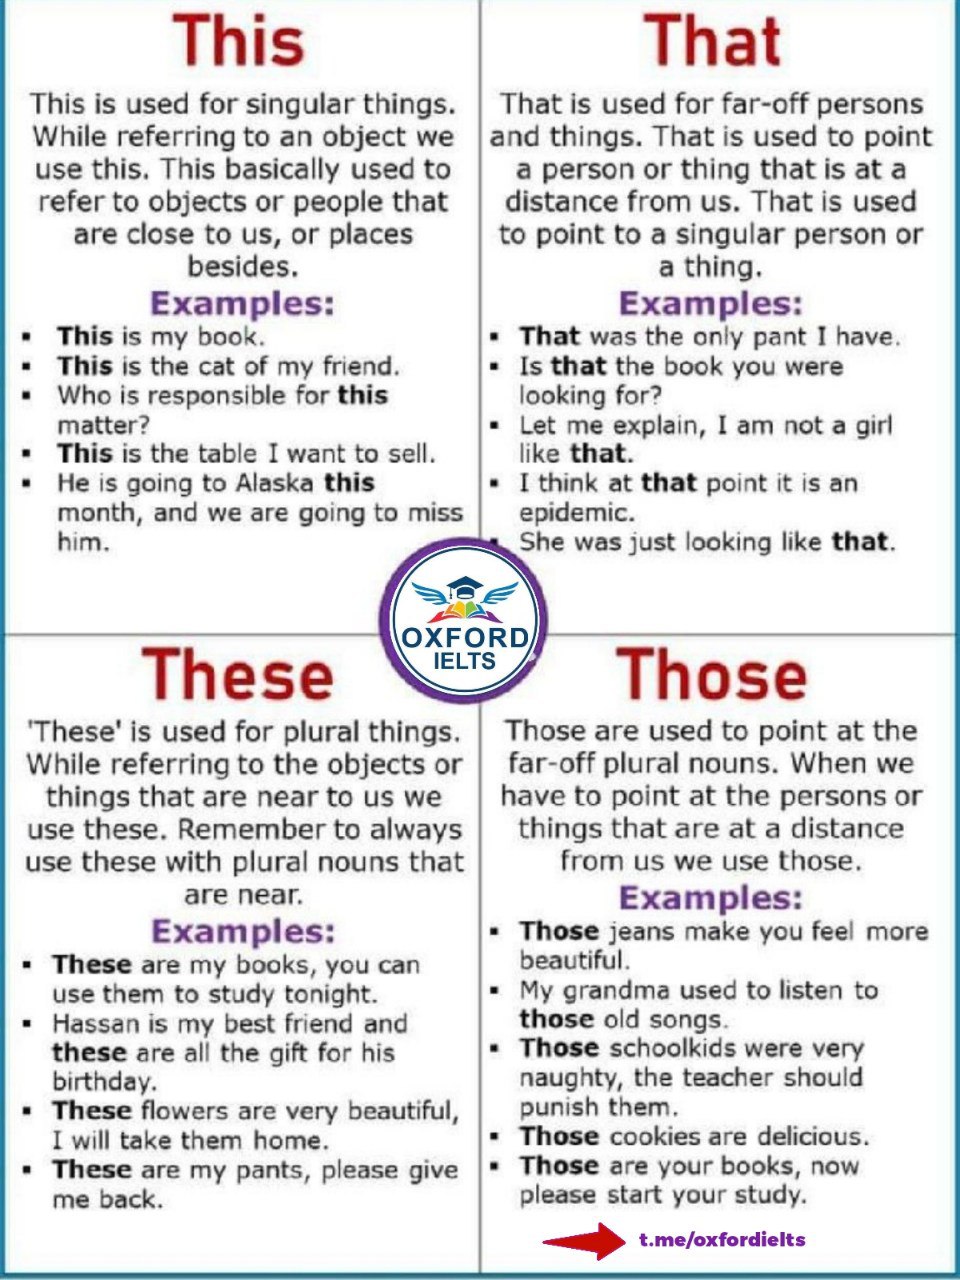 This
This is used for singular things.
While referring to an object we
use this. This basically used to
refer to objects or people that
are close to us, or places
besides.
Examples:
▪ This is my book.
▪ This is the cat of my friend.
▪ Who is responsible for this
matter?
▪ This is the table I want to sell.
▪ He is going to Alaska this
month, and we are going to miss
him.
That
That is used for far-off persons
and things. That is used to point
a person or thing that is at a
distance from us. That is used
to point to a singular person or
a thing.
Examples:
▪ That was the only pant I have.
▪ Is that the book you were
looking for?
▪ Let me explain, I am not a girl
like that.
▪ I think at that point it is an
epidemic.
▪ She was just looking like that.
OXFORD
IELTS
These
'These' is used for plural things.
While referring to the objects or
things that are near to us we
use these. Remember to always
use these with plural nouns that
are near.
Examples:
▪ These are my books, you can
use them to study tonight.
▪ Hassan is my best friend and
these are all the gift for his
birthday.
▪ These flowers are very beautiful,
I will take them home.
▪ These are my pants, please give
me back.
Those
Those are used to point at the
far-off plural nouns. When we
have to point at the persons or
things that are at a distance
from us we use those.
Examples:
▪ Those jeans make you feel more
beautiful.
▪ My grandma used to listen to
those old songs.
▪ Those schoolkids were very
naughty, the teacher should
punish them.
▪ Those cookies are delicious.
▪ Those are your books, now
please start your study.
t.me/oxfordielts